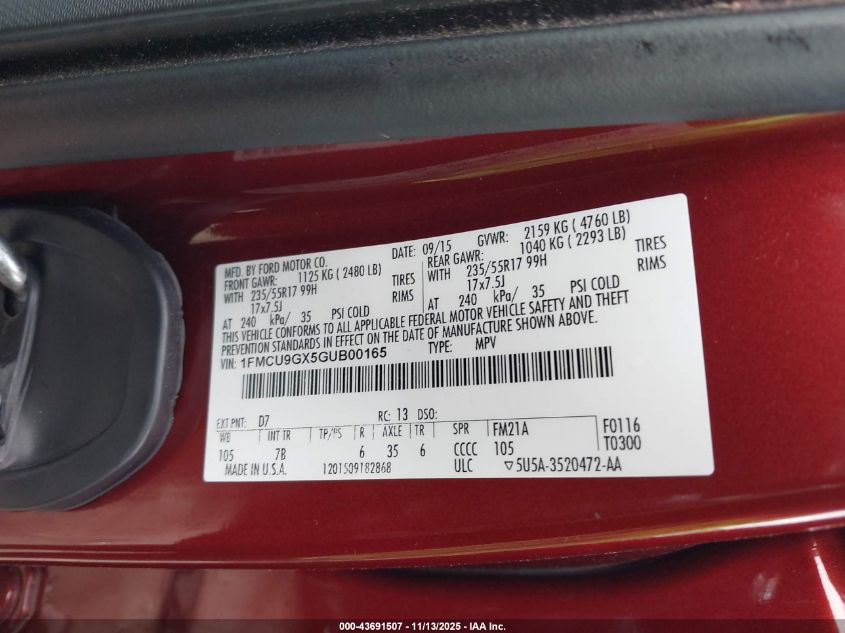 MFD. BY FORD MOTOR CO. DATE: 09/15 GVWR: 2159 KG ( 4760 LB)
FRONT GAWR: 1125 KG ( 2480 LB) REAR GAWR: 1040 KG ( 2293 LB)
WITH 235/55R17 99H TIRES WITH 235/55R17 99H TIRES
17x7.5J RIMS 17x7.5J RIMS
AT 240 kPa/ 35 PSI COLD AT 240 kPa/ 35 PSI COLD
THIS VEHICLE CONFORMS TO ALL APPLICABLE FEDERAL MOTOR VEHICLE SAFETY AND THEFT
PREVENTION STANDARDS IN EFFECT ON THE DATE OF MANUFACTURE SHOWN ABOVE.
VIN: 1FMCU9GX5GUB00165 TYPE: MPV
EXT PNT: D7 RC: 13 DSO:
WB INT TR TP/PS R AXLE TR SPR FM21A F0116
105 7B 6 35 6 CCCC 105 T0300
MADE IN U.S.A. 1201509182868 ULC ▽5U5A-3520472-AA
000-43691507 - 11/13/2025 - IAA Inc.